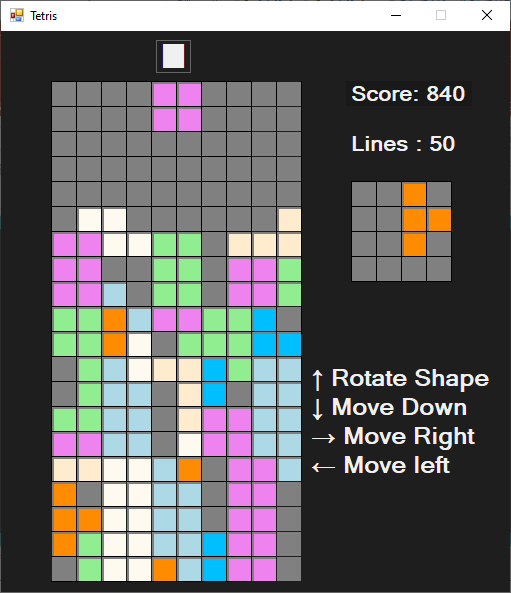 Tetris
Score: 840
Lines : 50
↑ Rotate Shape
↓ Move Down
→ Move Right
← Move left